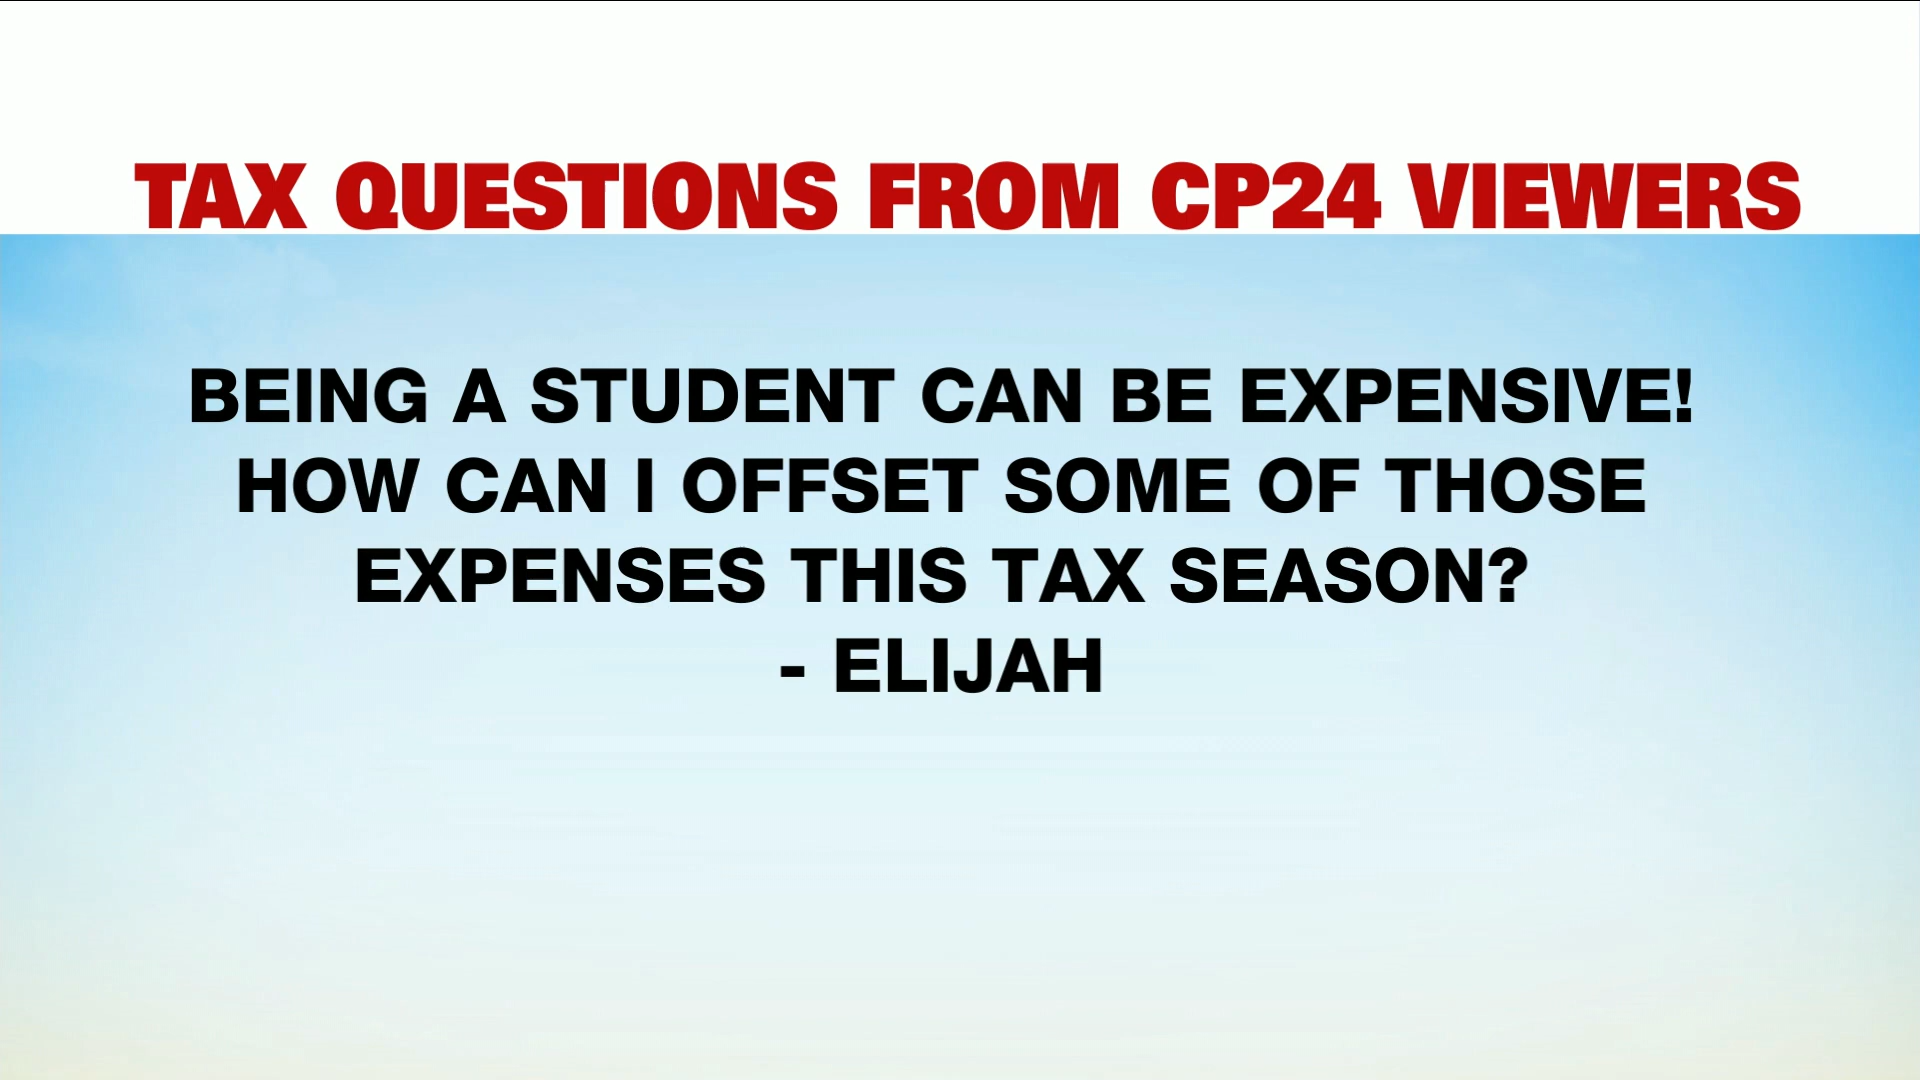 TAX QUESTIONS FROM CP24 VIEWERS
BEING A STUDENT CAN BE EXPENSIVE!
HOW CAN I OFFSET SOME OF THOSE
EXPENSES THIS TAX SEASON?
- ELIJAH